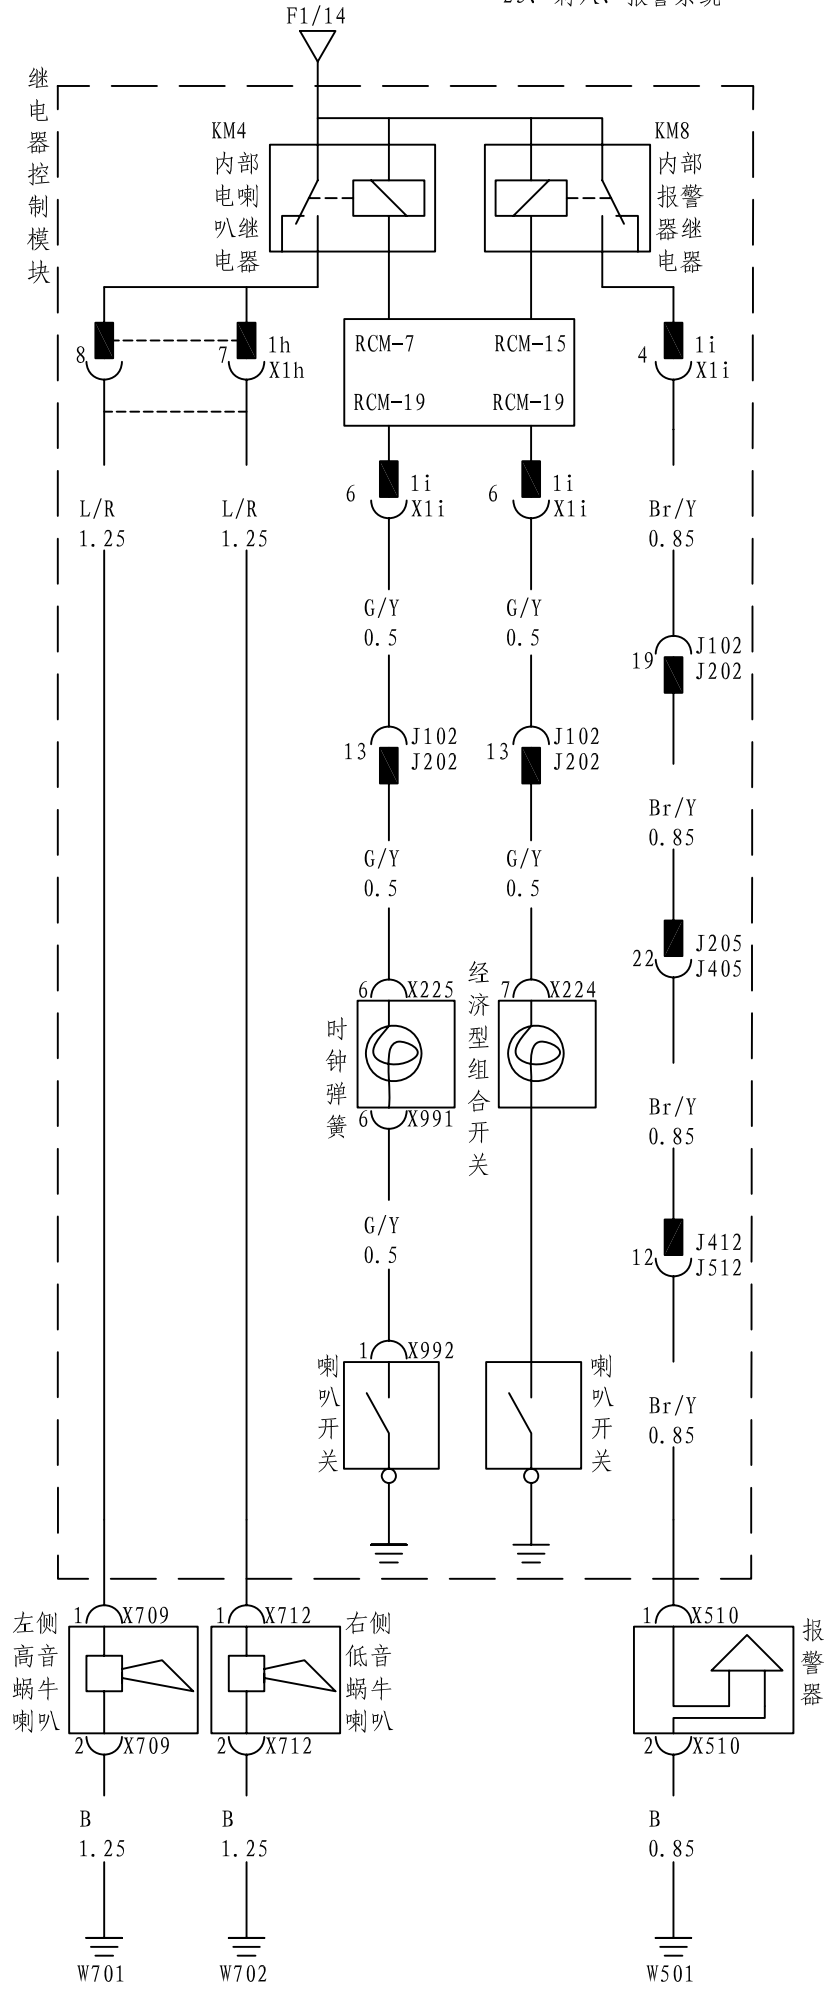 F1/14
继电器控制模块
KM4
内部
电喇
叭继
电器
KM8
内部
报警
器继
电器
8
7
1h
X1h
RCM-7
RCM-15
RCM-19
RCM-19
4
1i
X1i
6
1i
X1i
6
1i
X1i
L/R
1.25
L/R
1.25
Br/Y
0.85
G/Y
0.5
G/Y
0.5
19
J102
J202
13
J102
J202
13
J102
J202
Br/Y
0.85
G/Y
0.5
G/Y
0.5
22
J205
J405
6
X225
时钟弹簧
6
X991
7
X224
经济型组合开关
Br/Y
0.85
G/Y
0.5
12
J412
J512
1
X992
喇叭开关
喇叭开关
Br/Y
0.85
左侧
高音
蜗牛
喇叭
1
X709
2
X709
1
X712
2
X712
右侧
低音
蜗牛
喇叭
1
X510
2
X510
报警器
B
1.25
B
1.25
B
0.85
W701
W702
W501